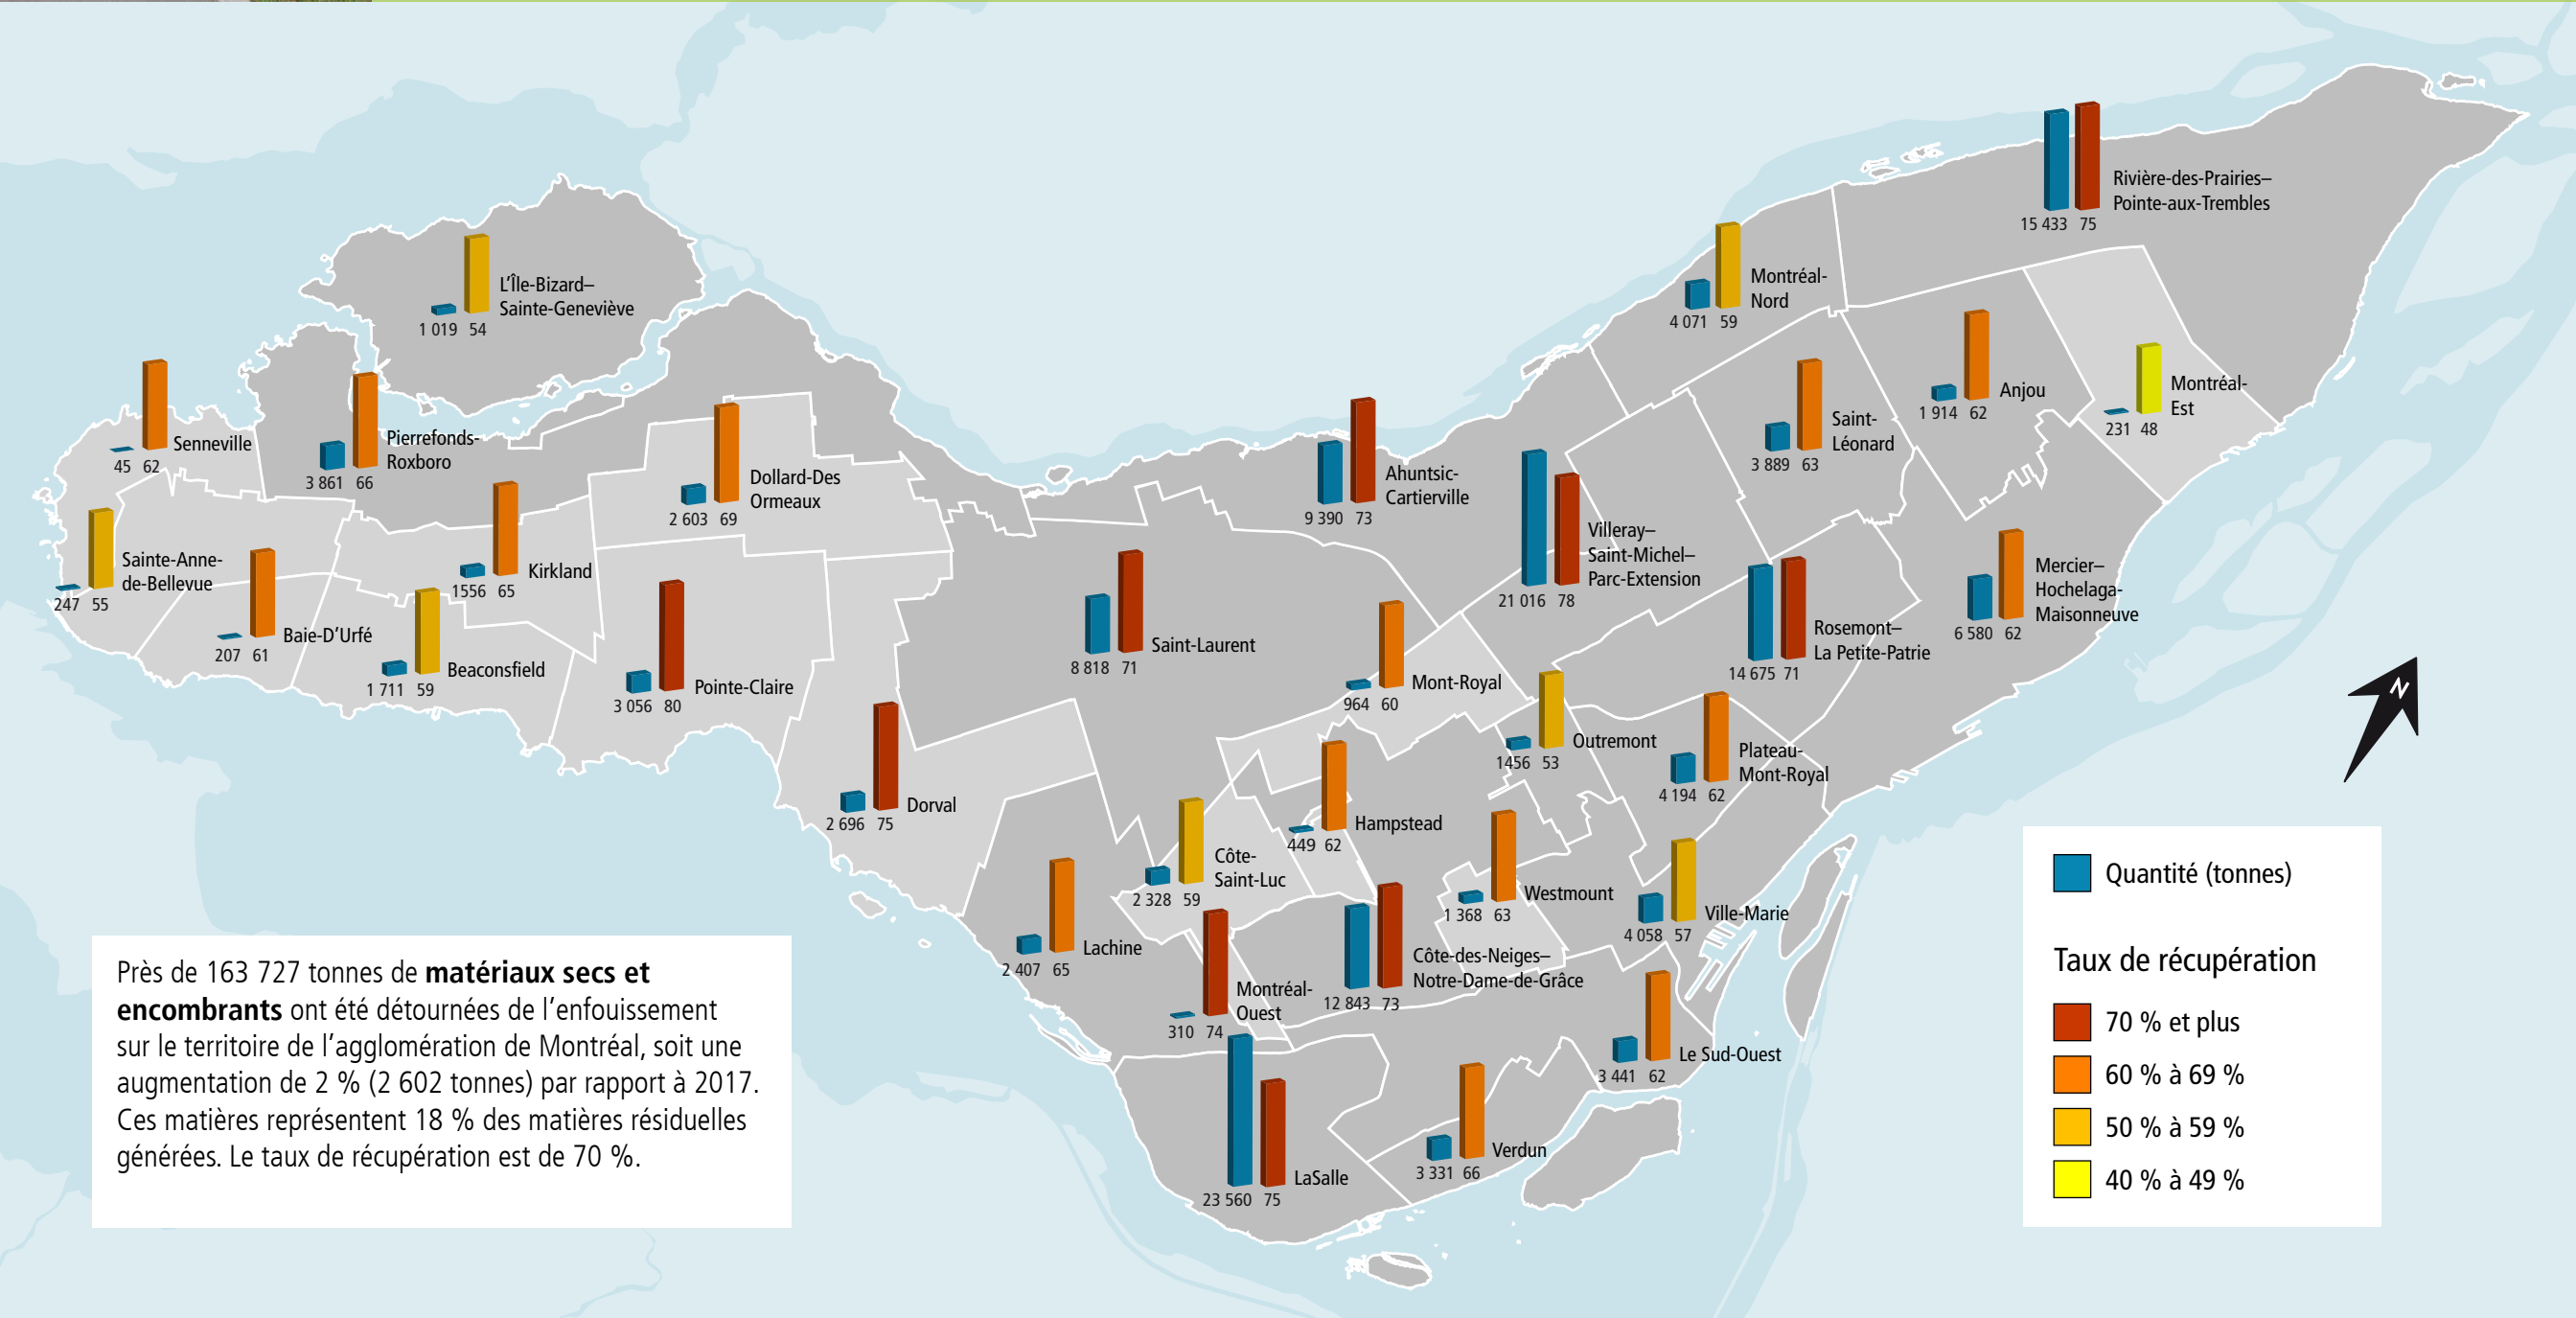 Rivière-des-Prairies–
Pointe-aux-Trembles
15 433 75
Montréal-
Nord
4 071 59
L'Île-Bizard–
Sainte-Geneviève
1 019 54
Anjou
1 914 62
Montréal-
Est
231 48
Saint-
Léonard
3 889 63
Senneville
45 62
Pierrefonds-
Roxboro
3 861 66
Dollard-Des
Ormeaux
2 603 69
Ahuntsic-
Cartierville
9 390 73
Villeray–
Saint-Michel–
Parc-Extension
21 016 78
Sainte-Anne-
de-Bellevue
247 55
Kirkland
1556 65
Mercier–
Hochelaga-
Maisonneuve
6 580 62
Baie-D'Urfé
207 61
Beaconsfield
1 711 59
Pointe-Claire
3 056 80
Saint-Laurent
8 818 71
Rosemont–
La Petite-Patrie
14 675 71
Mont-Royal
964 60
Outremont
1456 53
Plateau-
Mont-Royal
4 194 62
N
Dorval
2 696 75
Hampstead
449 62
Côte-
Saint-Luc
2 328 59
Westmount
1 368 63
Ville-Marie
4 058 57
Lachine
2 407 65
Montréal-
Ouest
310 74
Côte-des-Neiges–
Notre-Dame-de-Grâce
12 843 73
Le Sud-Ouest
3 441 62
Verdun
3 331 66
LaSalle
23 560 75
Près de 163 727 tonnes de matériaux secs et
encombrants ont été détournées de l'enfouissement
sur le territoire de l'agglomération de Montréal, soit une
augmentation de 2 % (2 602 tonnes) par rapport à 2017.
Ces matières représentent 18 % des matières résiduelles
générées. Le taux de récupération est de 70 %.
Quantité (tonnes)
Taux de récupération
70 % et plus
60 % à 69 %
50 % à 59 %
40 % à 49 %